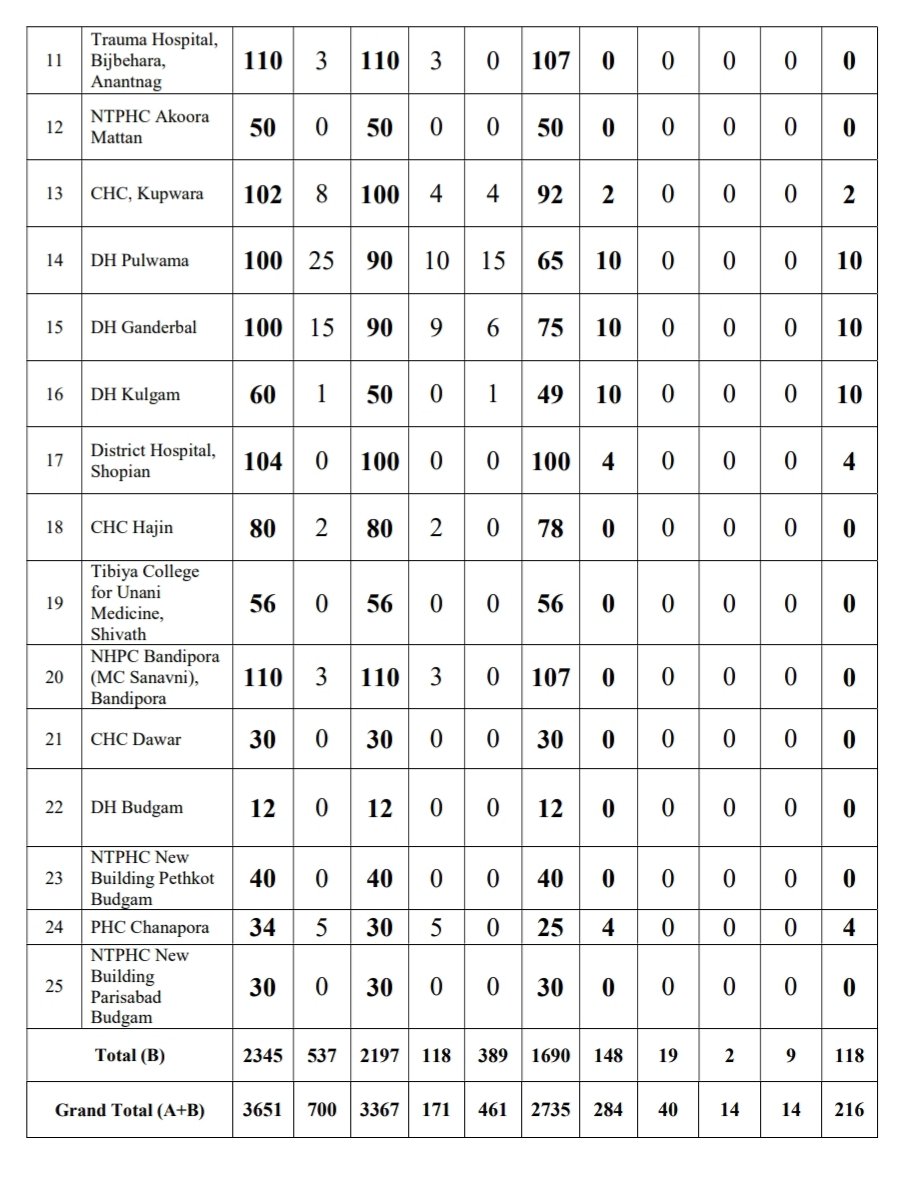 11 Trauma Hospital, Bijbehara, Anantnag 110 3 110 3 0 107 0 0 0 0 0
12 NTPHC Akoora Mattan 50 0 50 0 0 50 0 0 0 0 0
13 CHC, Kupwara 102 8 100 4 4 92 2 0 0 0 2
14 DH Pulwama 100 25 90 10 15 65 10 0 0 0 10
15 DH Ganderbal 100 15 90 9 6 75 10 0 0 0 10
16 DH Kulgam 60 1 50 0 1 49 10 0 0 0 10
17 District Hospital, Shopian 104 0 100 0 0 100 4 0 0 0 4
18 CHC Hajin 80 2 80 2 0 78 0 0 0 0 0
19 Tibiya College for Unani Medicine, Shivath 56 0 56 0 0 56 0 0 0 0 0
20 NHPC Bandipora (MC Sanavni), Bandipora 110 3 110 3 0 107 0 0 0 0 0
21 CHC Dawar 30 0 30 0 0 30 0 0 0 0 0
22 DH Budgam 12 0 12 0 0 12 0 0 0 0 0
23 NTPHC New Building Pethkot Budgam 40 0 40 0 0 40 0 0 0 0 0
24 PHC Chanapora 34 5 30 5 0 25 4 0 0 0 4
25 NTPHC New Building Parisabad Budgam 30 0 30 0 0 30 0 0 0 0 0
Total (B) 2345 537 2197 118 389 1690 148 19 2 9 118
Grand Total (A+B) 3651 700 3367 171 461 2735 284 40 14 14 216